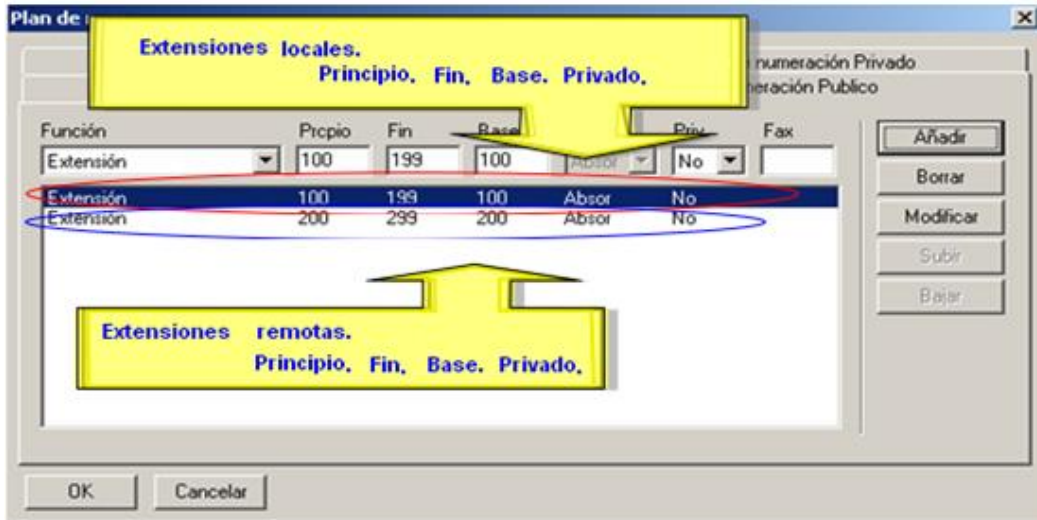 Plan de
Extensiones locales.
Principio. Fin. Base. Privado.
numeración Privado
eración Publico
Función Prcpio Fin Base Priv Fax
Extensión 100 199 100 Absor No
Añadir
Extensión 100 199 100 Absor No
Extensión 200 299 200 Absor No
Borrar
Modificar
Subir
Bajar
Extensiones remotas.
Principio. Fin. Base. Privado.
OK Cancelar